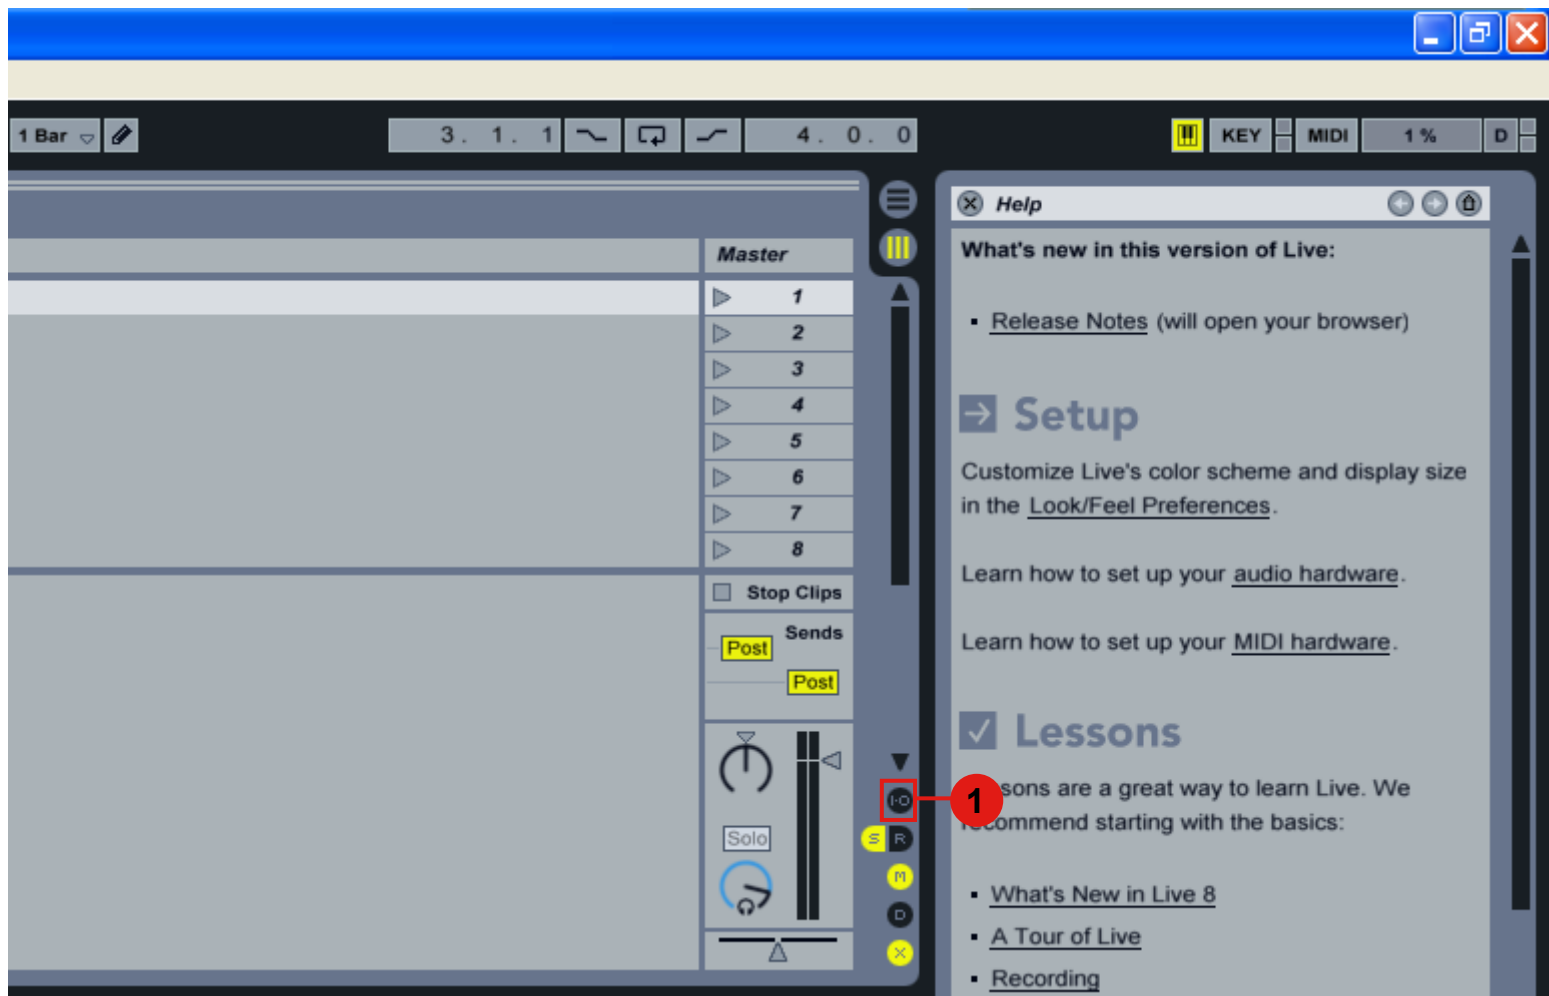 1 Bar
3. 1. 1
4. 0. 0
KEY
MIDI
1 %
D
Master
1
2
3
4
5
6
7
8
Stop Clips
Sends
Post
Post
Solo
I-O
S R
M
D
X
1
Help
What's new in this version of Live:
Release Notes (will open your browser)
Setup
Customize Live's color scheme and display size
in the Look/Feel Preferences.
Learn how to set up your audio hardware.
Learn how to set up your MIDI hardware.
Lessons
sons are a great way to learn Live. We
recommend starting with the basics:
What's New in Live 8
A Tour of Live
Recording